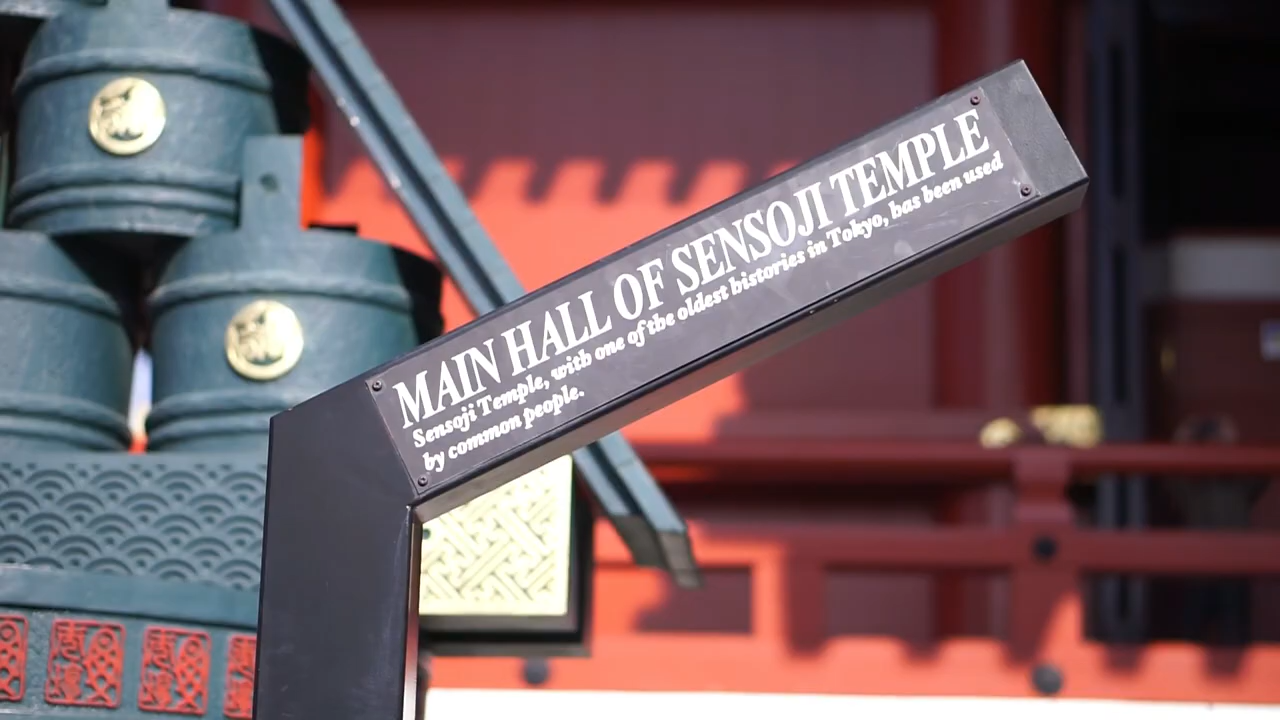 MAIN HALL OF SENSOJI TEMPLE
Sensoji Temple, with one of the oldest histories in Tokyo, has been used
by common people.